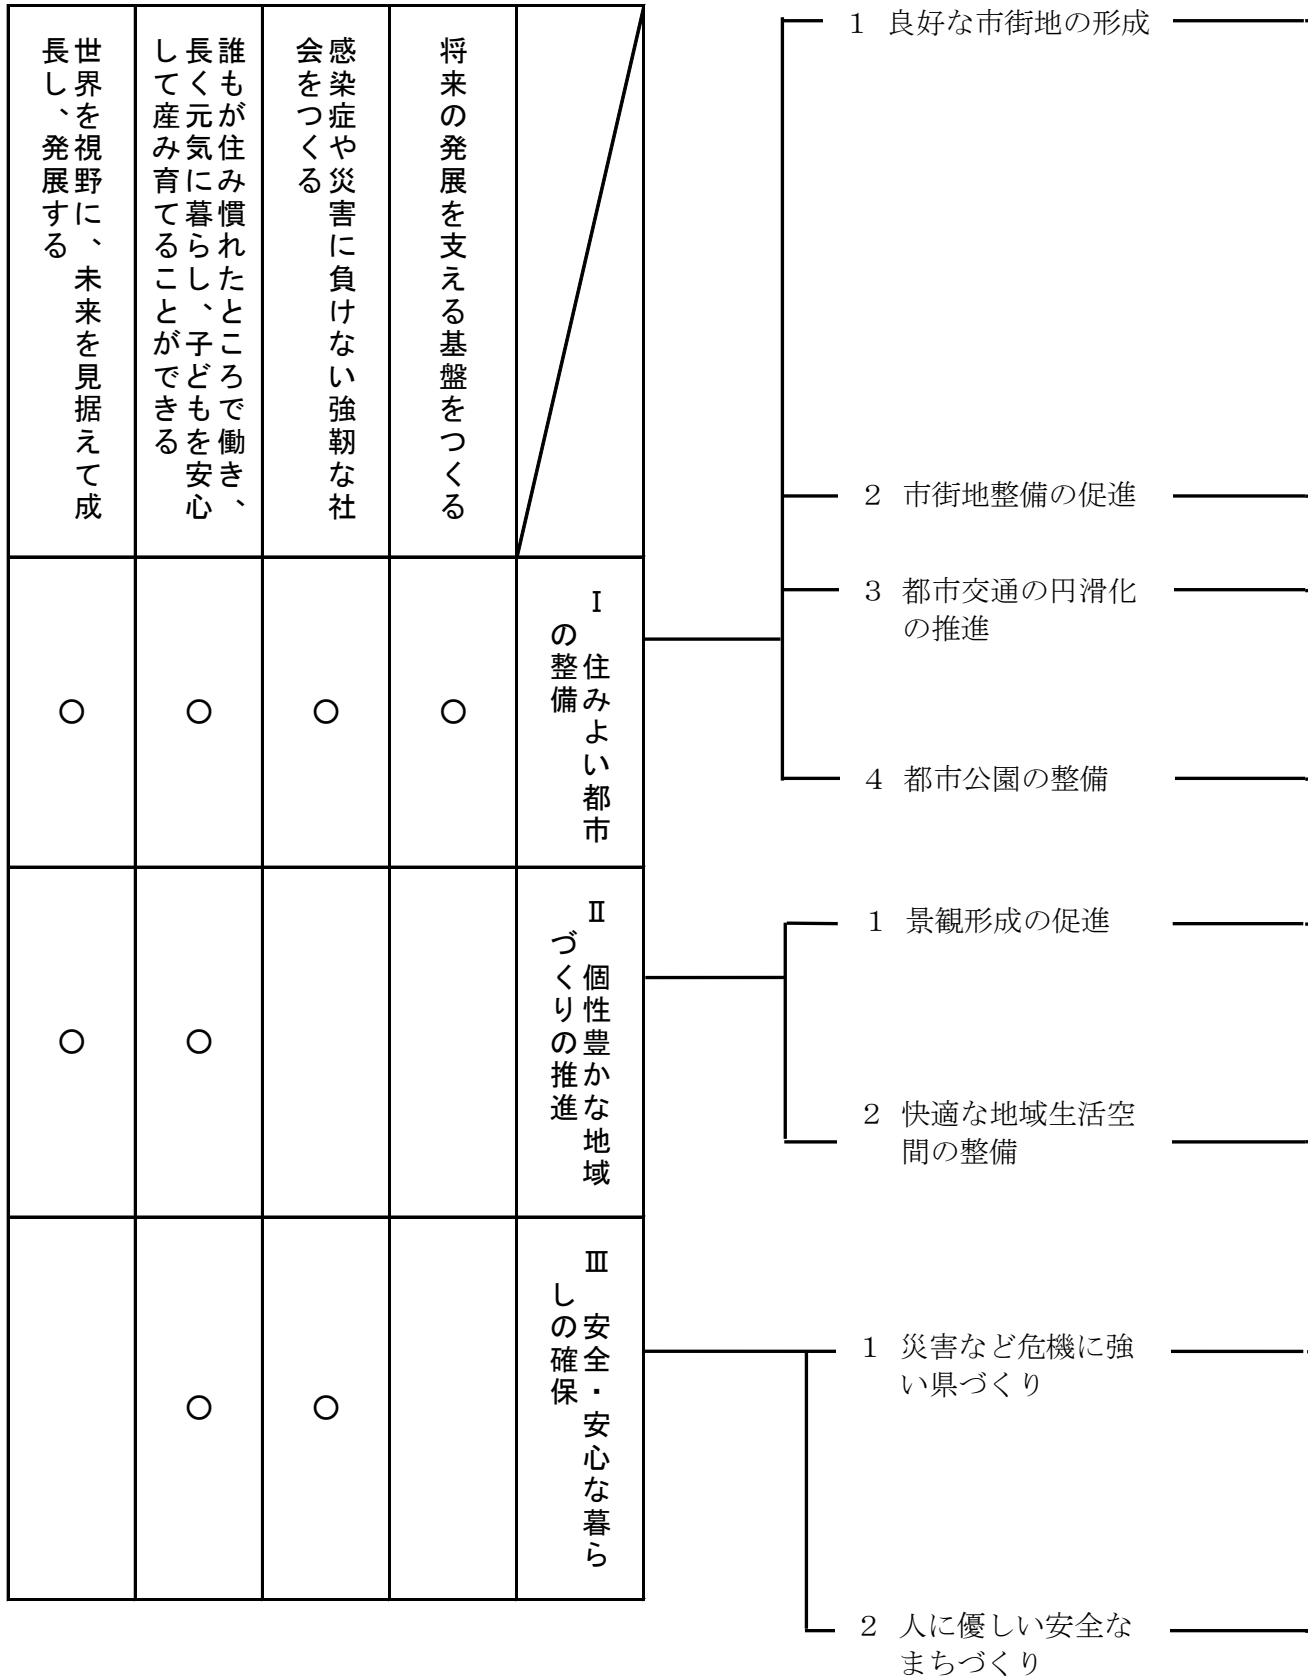 世界を視野に、未来を見据えて成
長し、発展する
誰もが住み慣れたところで働き、
長く元気に暮らし、子どもを安心
して産み育てることができる
感染症や災害に負けない強靭な社
会をつくる
将来の発展を支える基盤をつくる
Ⅰ 住みよい都市
の整備
○
○
○
○
Ⅱ 個性豊かな地域
づくりの推進
○
○
Ⅲ 安全・安心な暮ら
しの確保
○
○
1 良好な市街地の形成
2 市街地整備の促進
3 都市交通の円滑化
の推進
4 都市公園の整備
1 景観形成の促進
2 快適な地域生活空
間の整備
1 災害など危機に強
い県づくり
2 人に優しい安全な
まちづくり